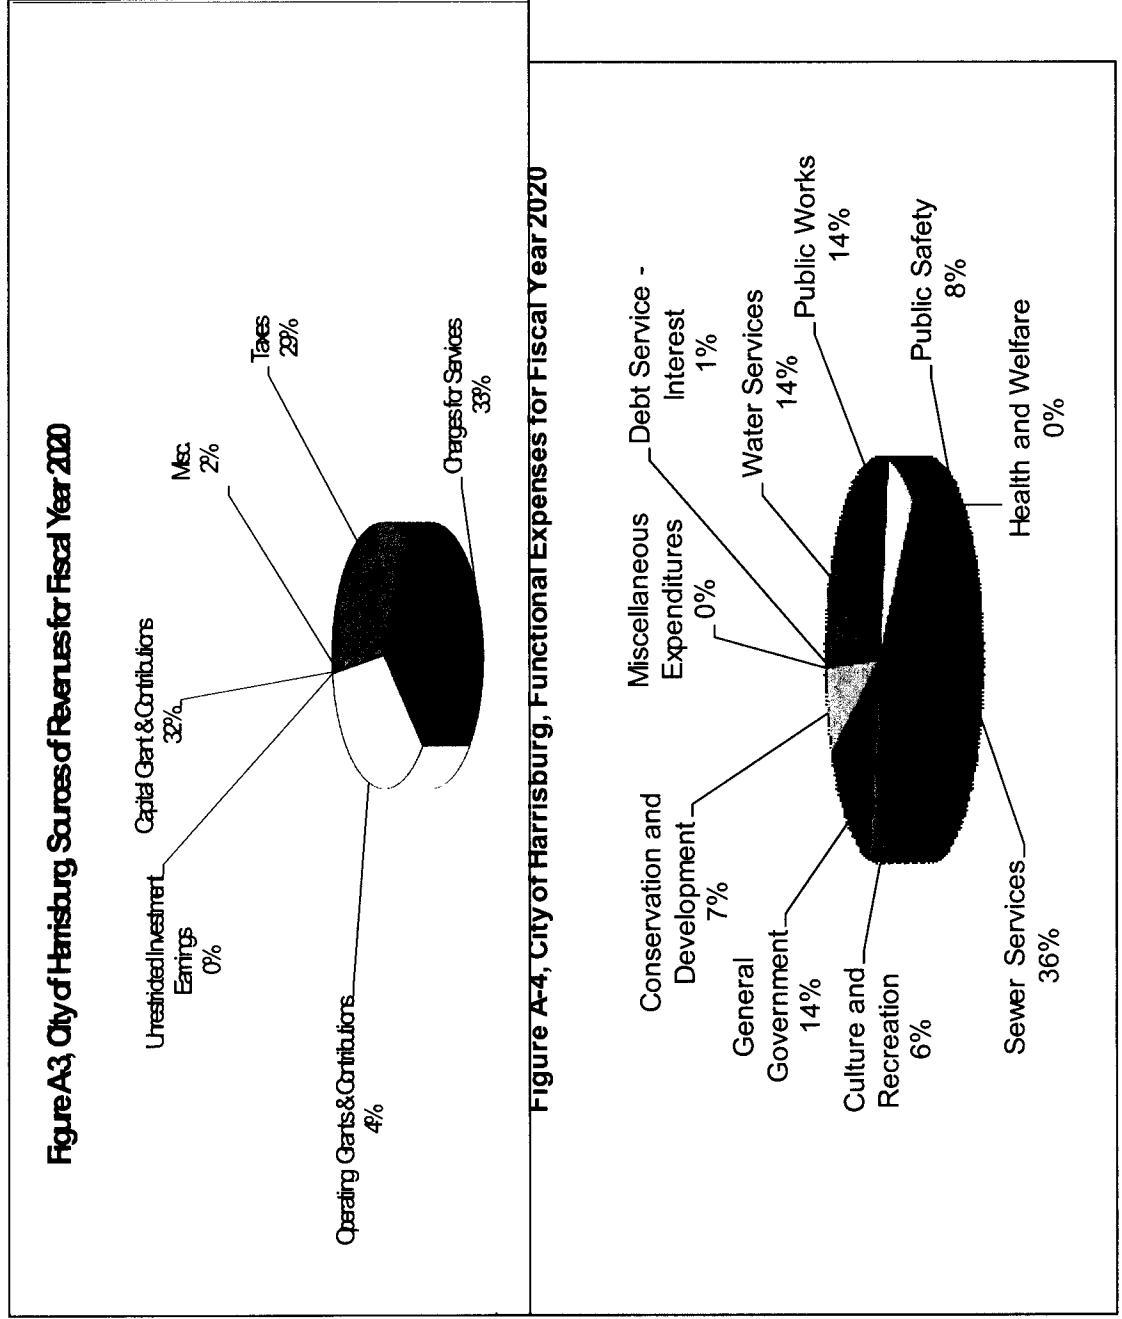 Figure A-3, City of Harrisburg, Sources of Revenues for Fiscal Year 2020
Unrestricted Investment
Earnings
0%
Capital Grant & Contributions
32%
Misc.
2%
Taxes
29%
Operating Grants & Contributions
4%
Charges for Services
33%
Figure A-4, City of Harrisburg, Functional Expenses for Fiscal Year 2020
Conservation and
Development
7%
Miscellaneous
Expenditures
0%
Debt Service -
Interest
1%
Water Services
14%
Public Works
14%
General
Government
14%
Culture and
Recreation
6%
Public Safety
8%
Sewer Services
36%
Health and Welfare
0%